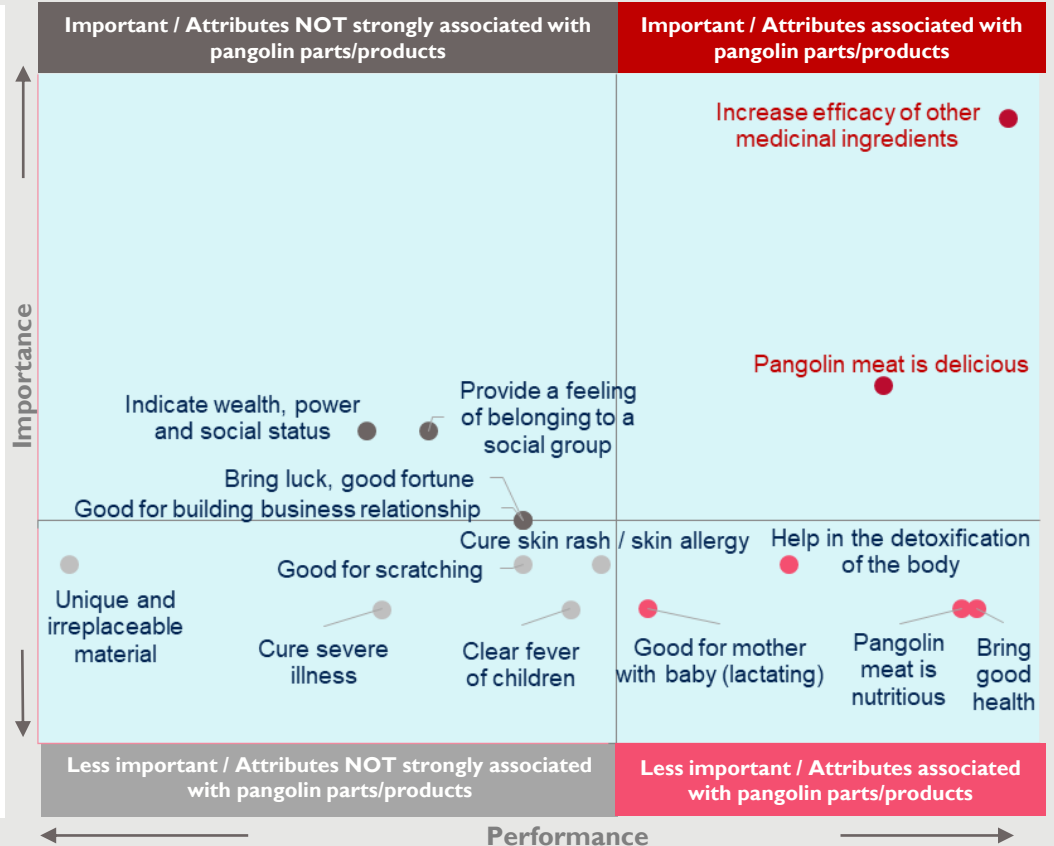 Important / Attributes NOT strongly associated with
pangolin parts/products
Important / Attributes associated with
pangolin parts/products
Increase efficacy of other
medicinal ingredients
Pangolin meat is delicious
Indicate wealth, power
and social status
Provide a feeling
of belonging to a
social group
Bring luck, good fortune
Good for building business relationship
Cure skin rash / skin allergy
Help in the detoxification
of the body
Good for scratching
Unique and
irreplaceable
material
Cure severe
illness
Clear fever
of children
Good for mother
with baby (lactating)
Pangolin
meat is
nutritious
Bring
good
health
Importance
Less important / Attributes NOT strongly associated
with pangolin parts/products
Less important / Attributes associated
with pangolin parts/products
Performance